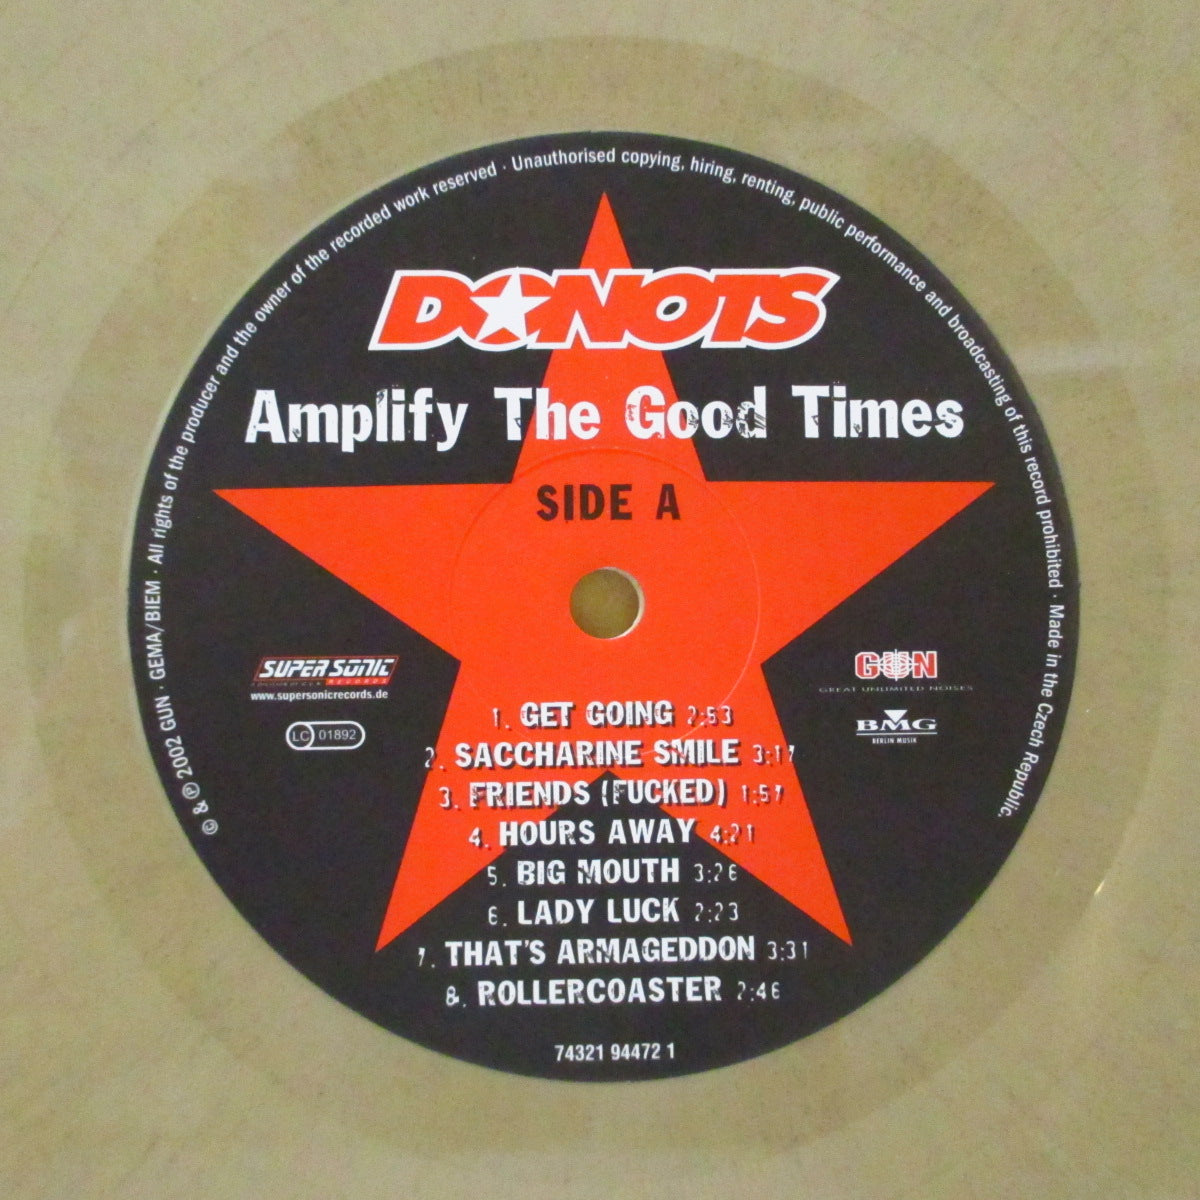 © & ℗ 2002 GUN · GEMA/BIEM · All rights of the producer and the owner of the recorded work reserved · Unauthorised copying, hiring, renting, public performance and broadcasting of this record prohibited · Made in the Czech Republic.
DONOTS
Amplify The Good Times
SIDE A
SUPER SONIC
RECORDS
www.supersonicrecords.de
LC 01892
GUN
GREAT UNLIMITED NOISES
BMG
BERLIN MUSIK
1. GET GOING 2:53
2. SACCHARINE SMILE 3:17
3. FRIENDS (FUCKED) 1:57
4. HOURS AWAY 4:21
5. BIG MOUTH 3:26
6. LADY LUCK 2:23
7. THAT'S ARMAGEDDON 3:31
8. ROLLERCOASTER 2:46
74321 94472 1